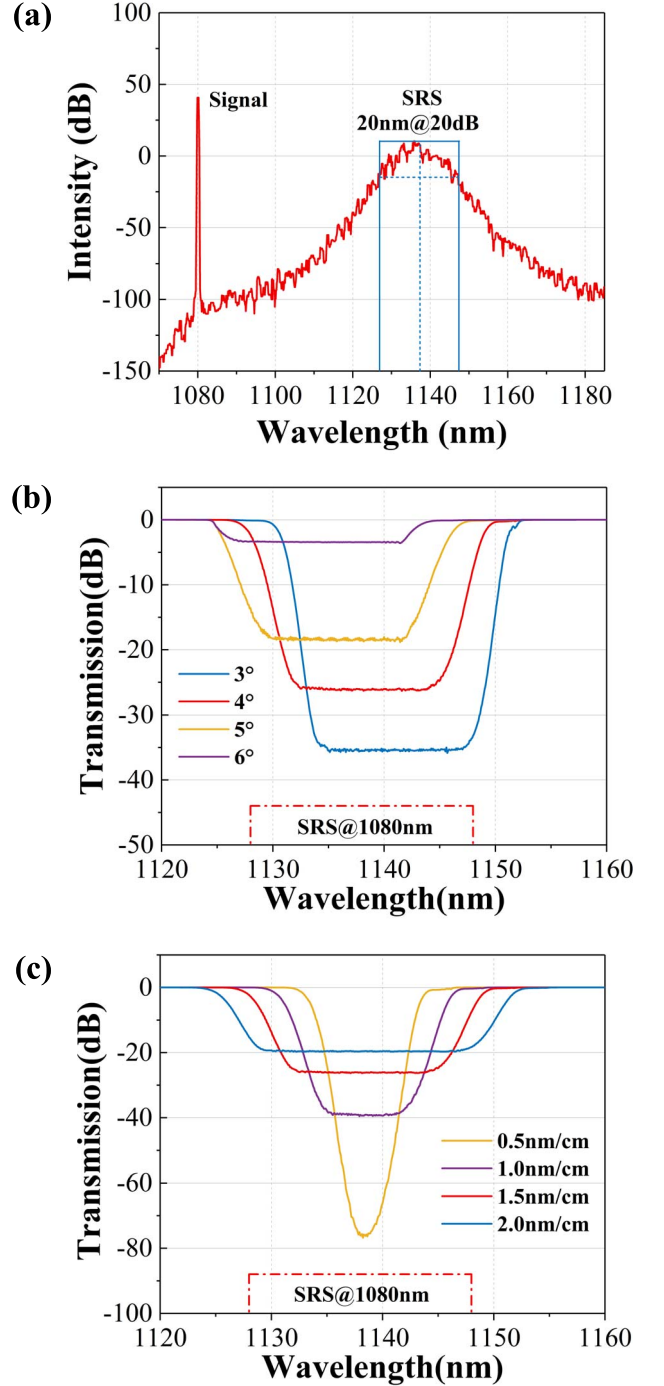 (a)
100
50
0
-50
-100
-150
Intensity (dB)
Signal
SRS
20nm@20dB
1080 1100 1120 1140 1160 1180
Wavelength (nm)
(b)
0
-10
-20
-30
-40
-50
Transmission(dB)
3°
4°
5°
6°
SRS@1080nm
1120 1130 1140 1150 1160
Wavelength(nm)
(c)
0
-20
-40
-60
-80
-100
Transmission(dB)
0.5nm/cm
1.0nm/cm
1.5nm/cm
2.0nm/cm
SRS@1080nm
1120 1130 1140 1150 1160
Wavelength(nm)